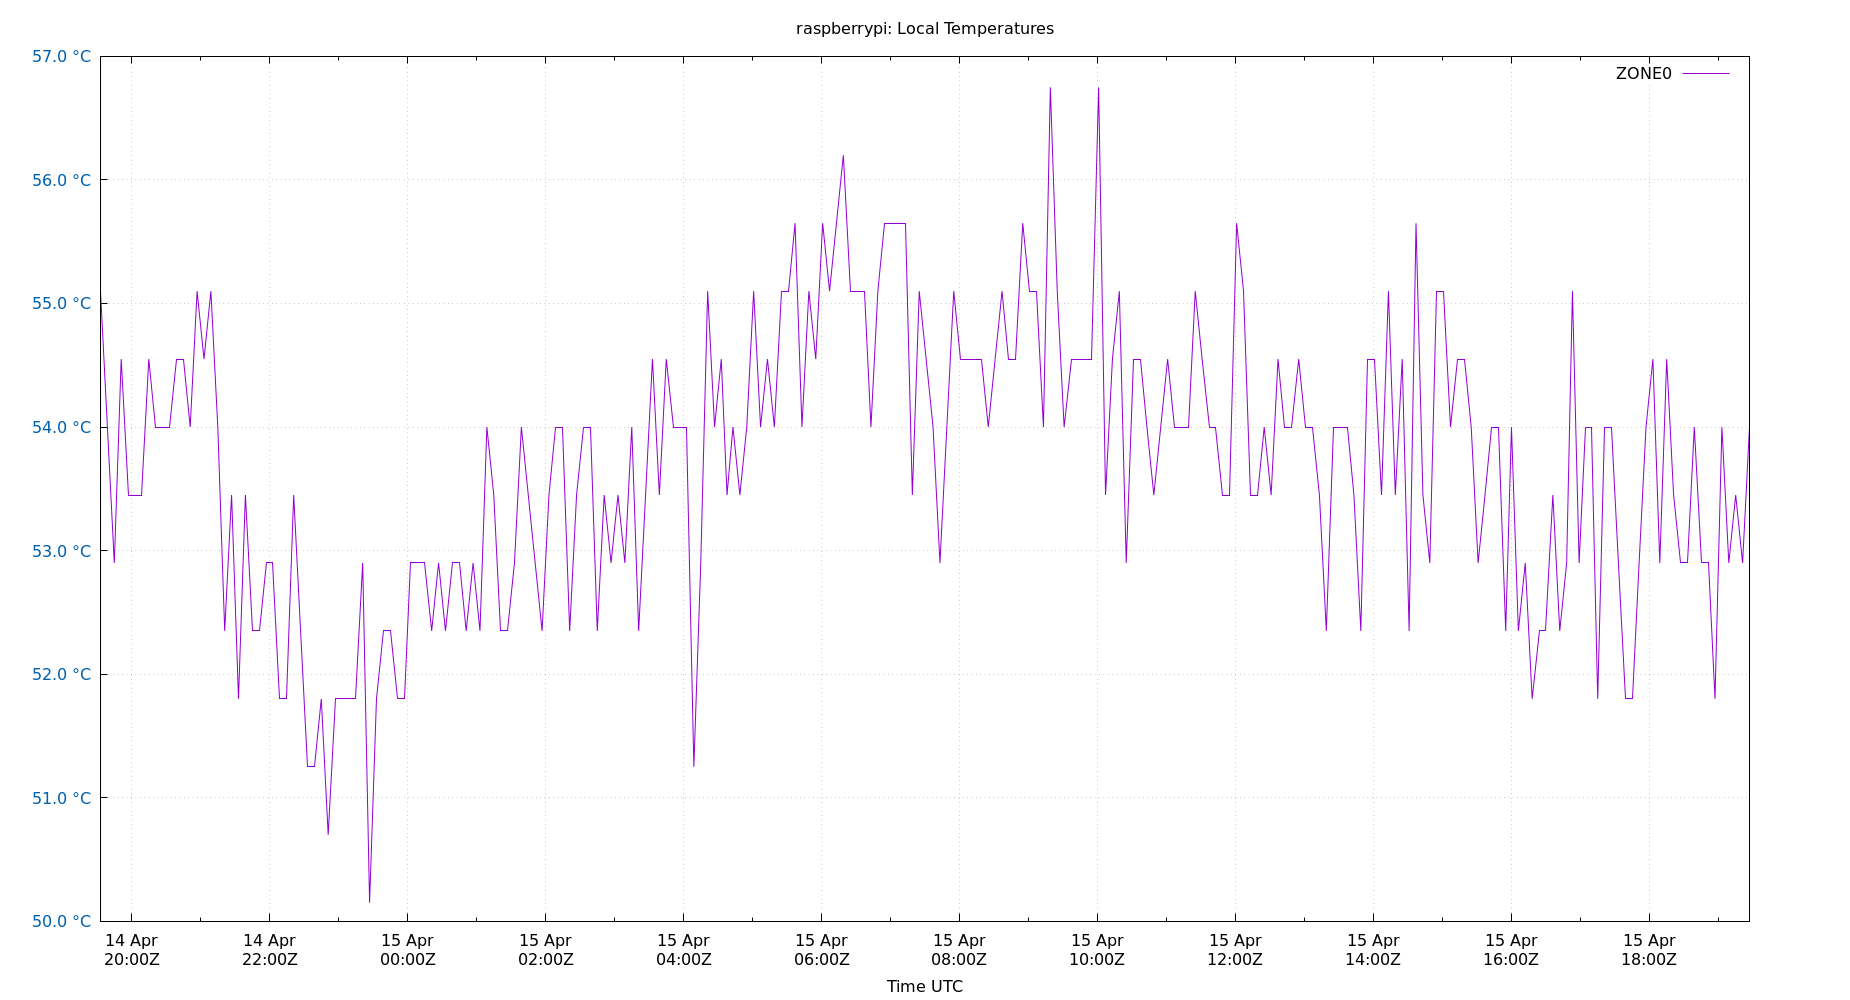 raspberrypi: Local Temperatures
57.0 °C
ZONE0
56.0 °C
55.0 °C
54.0 °C
53.0 °C
52.0 °C
51.0 °C
50.0 °C
14 Apr 14 Apr 15 Apr 15 Apr 15 Apr 15 Apr 15 Apr 15 Apr 15 Apr 15 Apr 15 Apr 15 Apr
20:00Z 22:00Z 00:00Z 02:00Z 04:00Z 06:00Z 08:00Z 10:00Z 12:00Z 14:00Z 16:00Z 18:00Z
Time UTC